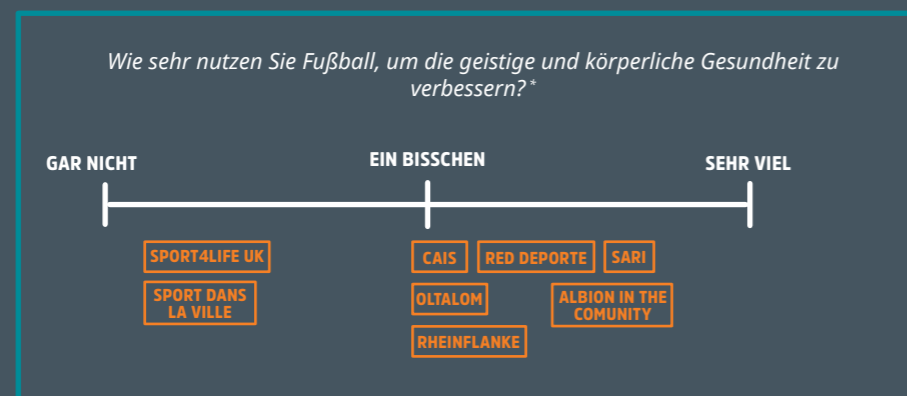 Wie sehr nutzen Sie Fußball, um die geistige und körperliche Gesundheit zu
verbessern?*
GAR NICHT
EIN BISSCHEN
SEHR VIEL
SPORT4LIFE UK
CAIS
RED DEPORTE
SARI
SPORT DANS
LA VILLE
OLTALOM
ALBION IN THE
COMUNITY
RHEINFLANKE